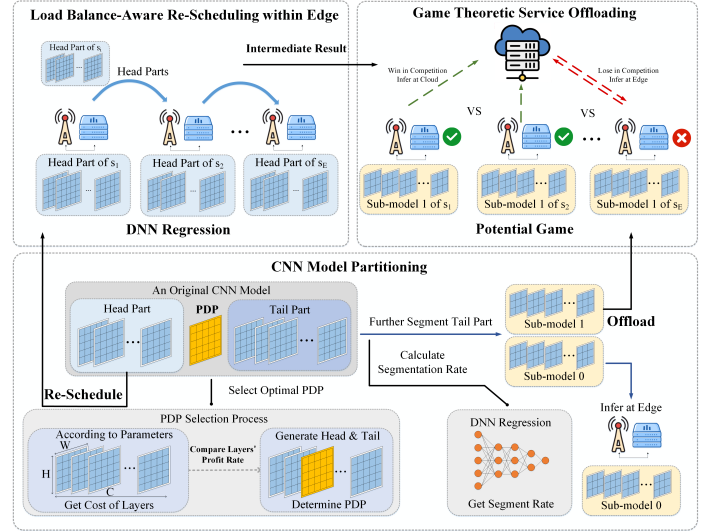 Load Balance-Aware Re-Scheduling within Edge
Head Part of s
Head Parts
Intermediate Result
...
Head Part of s1
Head Part of s2
Head Part of sE
DNN Regression
Game Theoretic Service Offloading
Win in Competition
Infer at Cloud
Lose in Competition
Infer at Edge
VS
VS
...
Sub-model 1 of s1
Sub-model 1 of s2
Sub-model 1 of sE
Potential Game
CNN Model Partitioning
An Original CNN Model
Head Part
PDP
Tail Part
Further Segment Tail Part
Sub-model 1
Offload
Calculate
Segmentation Rate
Sub-model 0
Re-Schedule
Select Optimal PDP
Infer at Edge
PDP Selection Process
According to Parameters
W
H
C
Get Cost of Layers
Compare Layers'
Profit Rate
Generate Head & Tail
Determine PDP
DNN Regression
Get Segment Rate
Sub-model 0